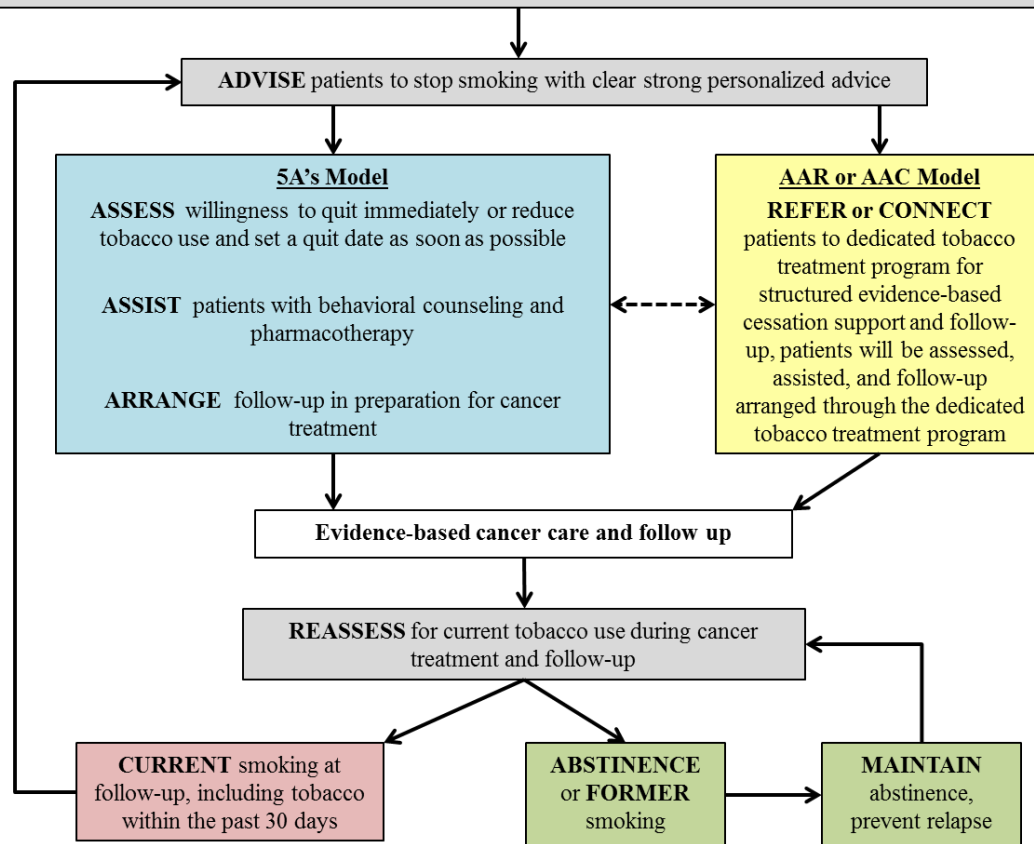 ADVISE patients to stop smoking with clear strong personalized advice
5A's Model
ASSESS willingness to quit immediately or reduce
tobacco use and set a quit date as soon as possible
ASSIST patients with behavioral counseling and
pharmacotherapy
ARRANGE follow-up in preparation for cancer
treatment
AAR or AAC Model
REFER or CONNECT
patients to dedicated tobacco
treatment program for
structured evidence-based
cessation support and follow-
up, patients will be assessed,
assisted, and follow-up
arranged through the dedicated
tobacco treatment program
Evidence-based cancer care and follow up
REASSESS for current tobacco use during cancer
treatment and follow-up
CURRENT smoking at
follow-up, including tobacco
within the past 30 days
ABSTINENCE
or FORMER
smoking
MAINTAIN
abstinence,
prevent relapse